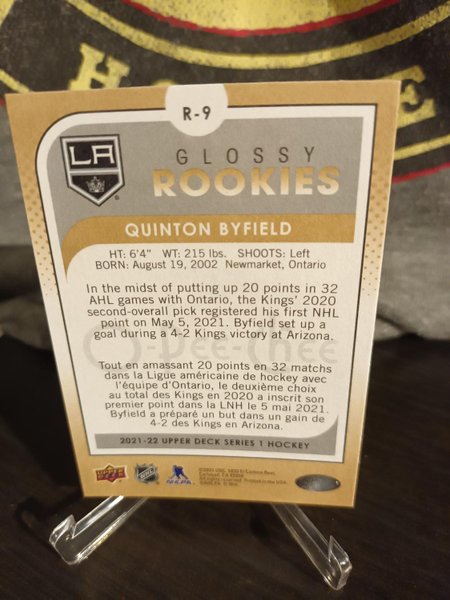 H
E
R-9
LA
GLOSSY
ROOKIES
QUINTON BYFIELD
HT: 6'4" WT: 215 lbs. SHOOTS: Left
BORN: August 19, 2002 Newmarket, Ontario
In the midst of putting up 20 points in 32
AHL games with Ontario, the Kings' 2020
second-overall pick registered his first NHL
point on May 5, 2021. Byfield set up a
goal during a 4-2 Kings victory at Arizona.
O-Pee-Chee
Tout en amassant 20 points en 32 matchs
dans la Ligue américaine de hockey avec
l'équipe d'Ontario, le deuxième choix
au total des Kings en 2020 a inscrit son
premier point dans la LNH le 5 mai 2021.
Byfield a préparé un but dans un gain de
4-2 des Kings en Arizona.
2021-22 UPPER DECK SERIES 1 HOCKEY
UPPER DECK
NHL
NHLPA